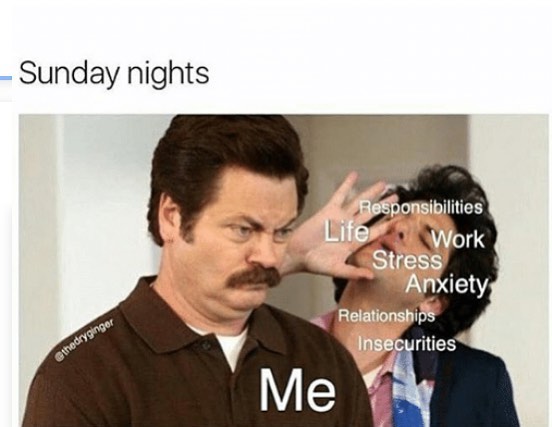 Sunday nights
Responsibilities
Life
Work
Stress
Anxiety
Relationships
Insecurities
@thedryginger
Me